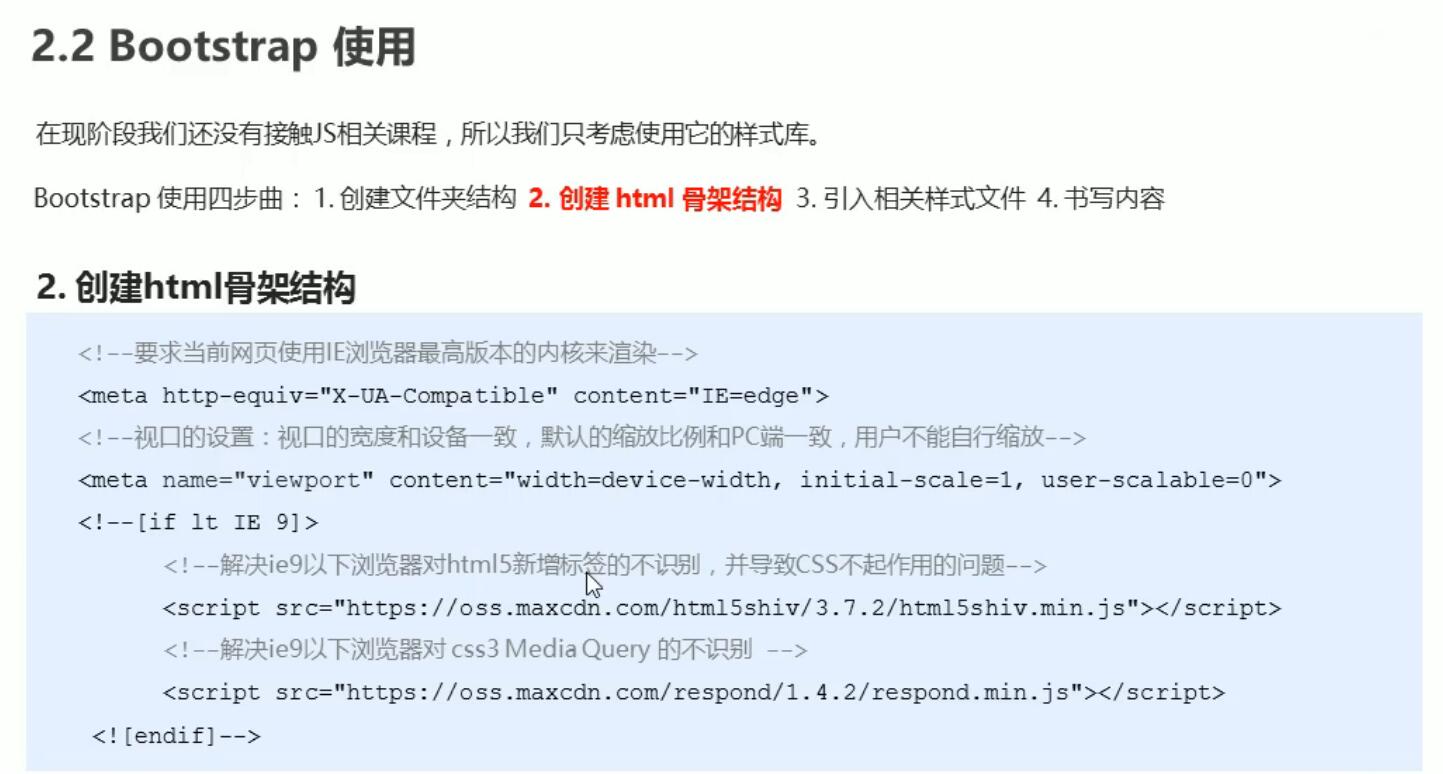 2.2 Bootstrap 使用
在现阶段我们还没有接触JS相关课程，所以我们只考虑使用它的样式库。
Bootstrap 使用四步曲： 1. 创建文件夹结构 2. 创建 html 骨架结构 3. 引入相关样式文件 4. 书写内容
2. 创建html骨架结构
<!--要求当前网页使用IE浏览器最高版本的内核来渲染-->
<meta http-equiv="X-UA-Compatible" content="IE=edge">
<!--视口的设置：视口的宽度和设备一致，默认的缩放比例和PC端一致，用户不能自行缩放-->
<meta name="viewport" content="width=device-width, initial-scale=1, user-scalable=0">
<!--[if lt IE 9]>
<!--解决ie9以下浏览器对html5新增标签的不识别，并导致CSS不起作用的问题-->
<script src="https://oss.maxcdn.com/html5shiv/3.7.2/html5shiv.min.js"></script>
<!--解决ie9以下浏览器对 css3 Media Query 的不识别 -->
<script src="https://oss.maxcdn.com/respond/1.4.2/respond.min.js"></script>
<![endif]-->